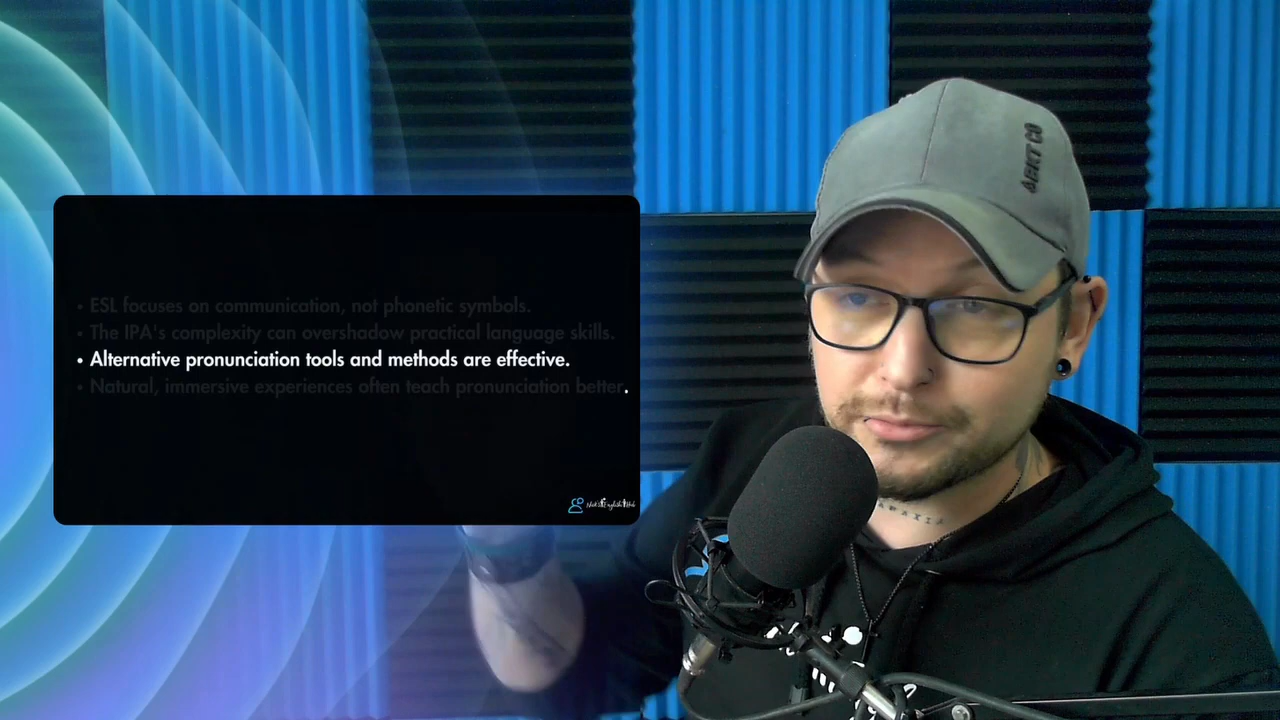 • ESL focuses on communication, not phonetic symbols.
• The IPA's complexity can overshadow practical language skills.
• Alternative pronunciation tools and methods are effective.
• Natural, immersive experiences often teach pronunciation better.